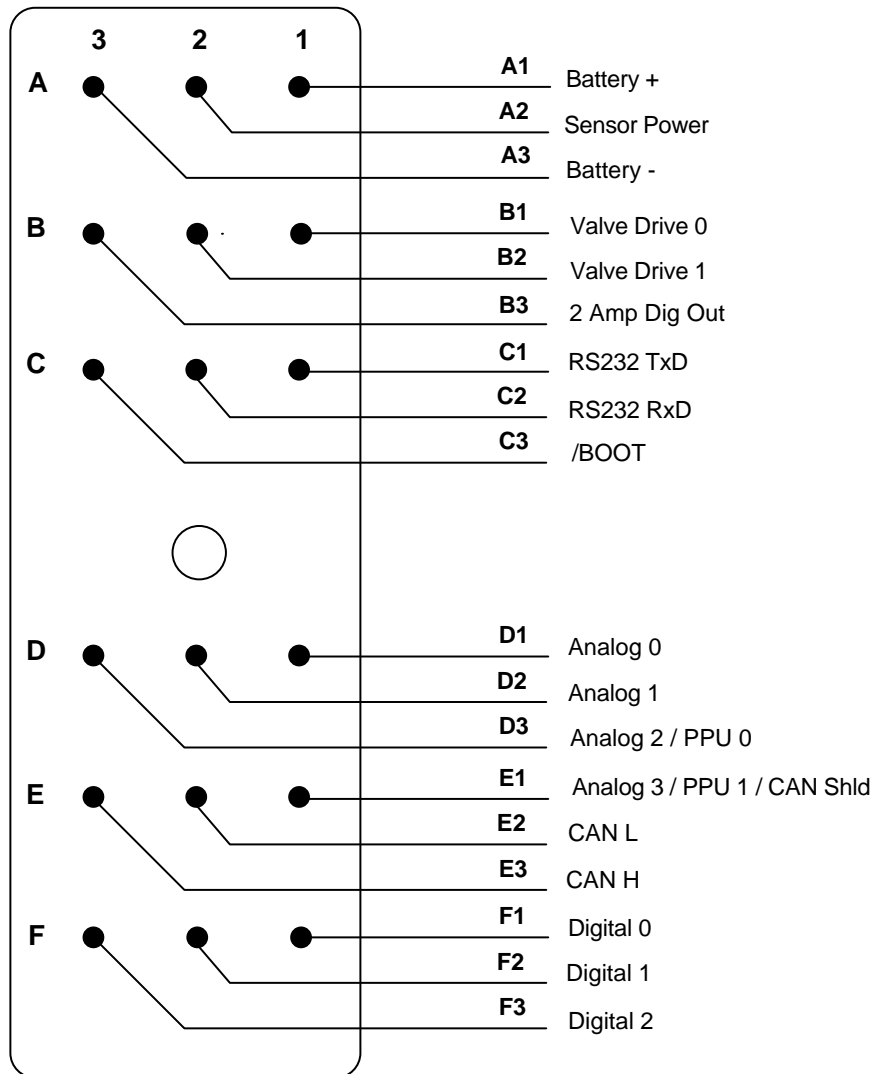 3 2 1
A
A1 Battery +
A2 Sensor Power
A3 Battery -
B
B1 Valve Drive 0
B2 Valve Drive 1
B3 2 Amp Dig Out
C
C1 RS232 TxD
C2 RS232 RxD
C3 /BOOT
D
D1 Analog 0
D2 Analog 1
D3 Analog 2 / PPU 0
E
E1 Analog 3 / PPU 1 / CAN Shld
E2 CAN L
E3 CAN H
F
F1 Digital 0
F2 Digital 1
F3 Digital 2